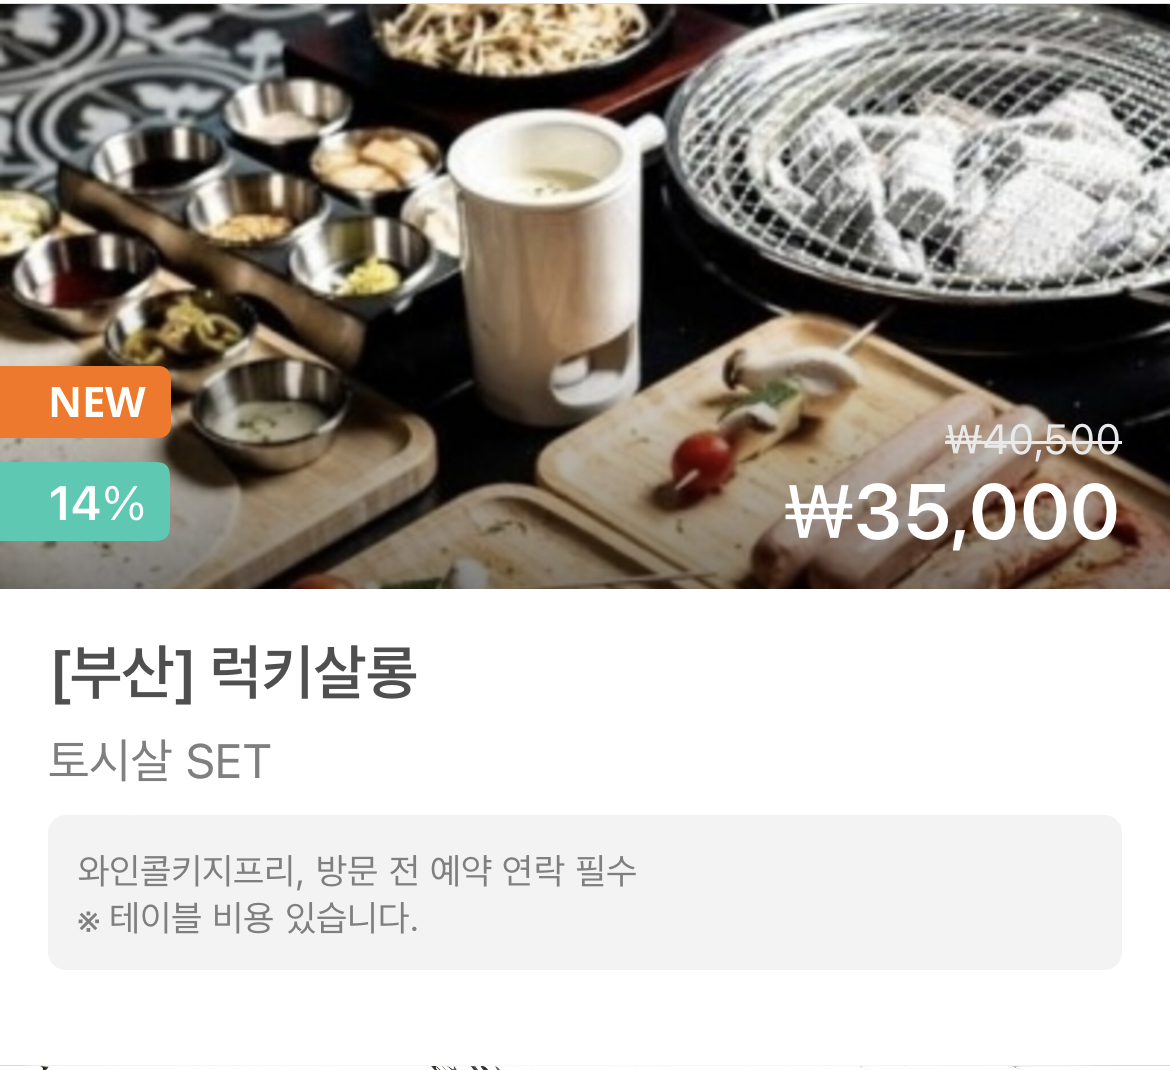 NEW
14%
₩40,500
₩35,000
[부산] 럭키살롱
토시살 SET
와인콜키지프리, 방문 전 예약 연락 필수
※ 테이블 비용 있습니다.